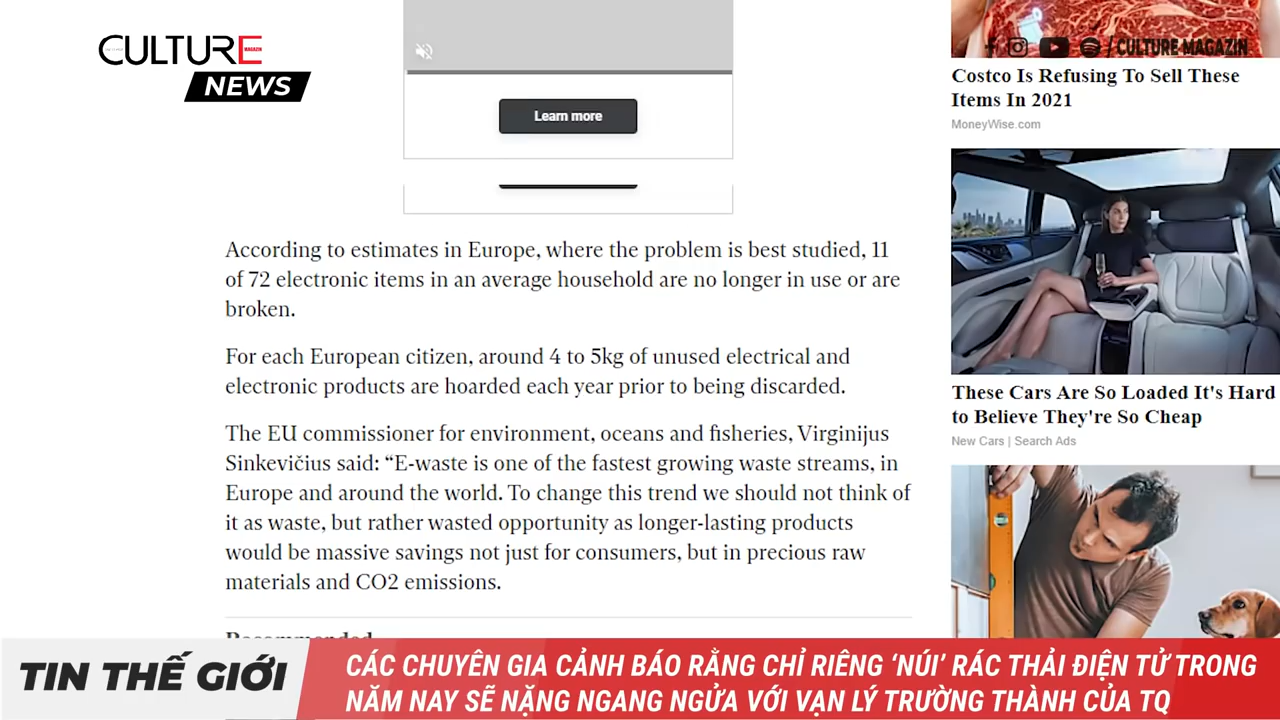 CULTURE
MAGAZIN
NEWS
/ CULTURE MAGAZIN
Learn more
According to estimates in Europe, where the problem is best studied, 11
of 72 electronic items in an average household are no longer in use or are
broken.
For each European citizen, around 4 to 5kg of unused electrical and
electronic products are hoarded each year prior to being discarded.
The EU commissioner for environment, oceans and fisheries, Virginijus
Sinkevičius said: “E-waste is one of the fastest growing waste streams, in
Europe and around the world. To change this trend we should not think of
it as waste, but rather wasted opportunity as longer-lasting products
would be massive savings not just for consumers, but in precious raw
materials and CO2 emissions.
Recommended
Costco Is Refusing To Sell These
Items In 2021
MoneyWise.com
These Cars Are So Loaded It's Hard
to Believe They're So Cheap
New Cars | Search Ads
TIN THẾ GIỚI
CÁC CHUYÊN GIA CẢNH BÁO RẰNG CHỈ RIÊNG ‘NÚI’ RÁC THẢI ĐIỆN TỬ TRONG
NĂM NAY SẼ NẶNG NGANG NGỬA VỚI VẠN LÝ TRƯỜNG THÀNH CỦA TQ